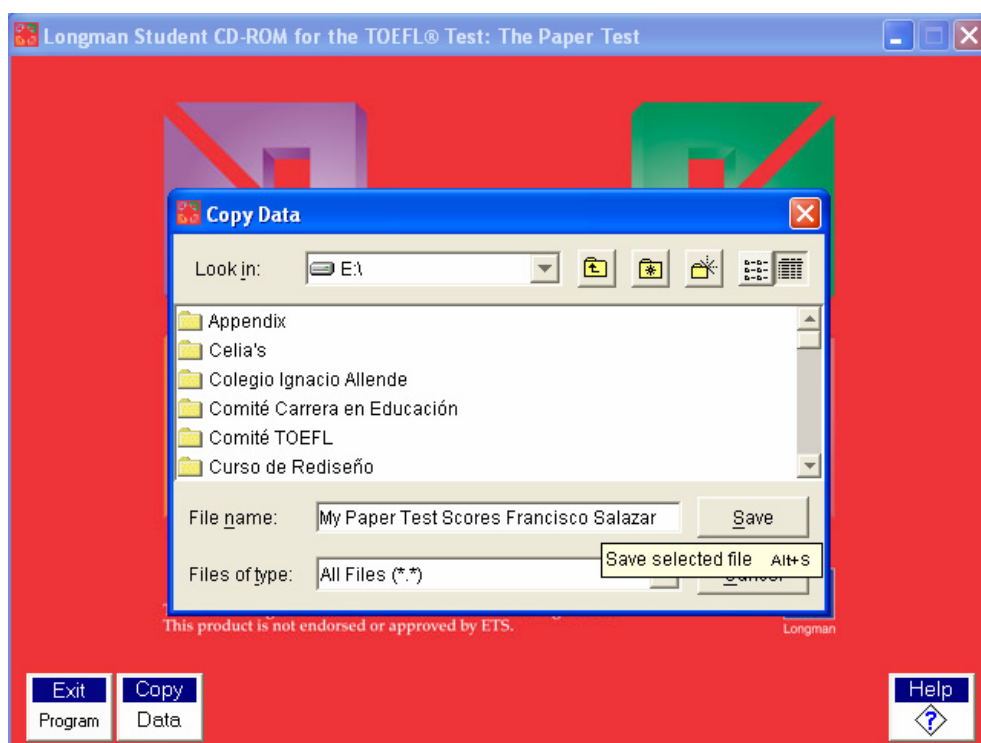 Longman Student CD-ROM for the TOEFL® Test: The Paper Test
Copy Data
Look in:
E:\
Appendix
Celia's
Colegio Ignacio Allende
Comité Carrera en Educación
Comité TOEFL
Curso de Rediseño
File name:
My Paper Test Scores Francisco Salazar
Save
Save selected file Alt+S
Files of type:
All Files (*.*)
This product is not endorsed or approved by ETS.
Longman
Exit
Program
Copy
Data
Help
?